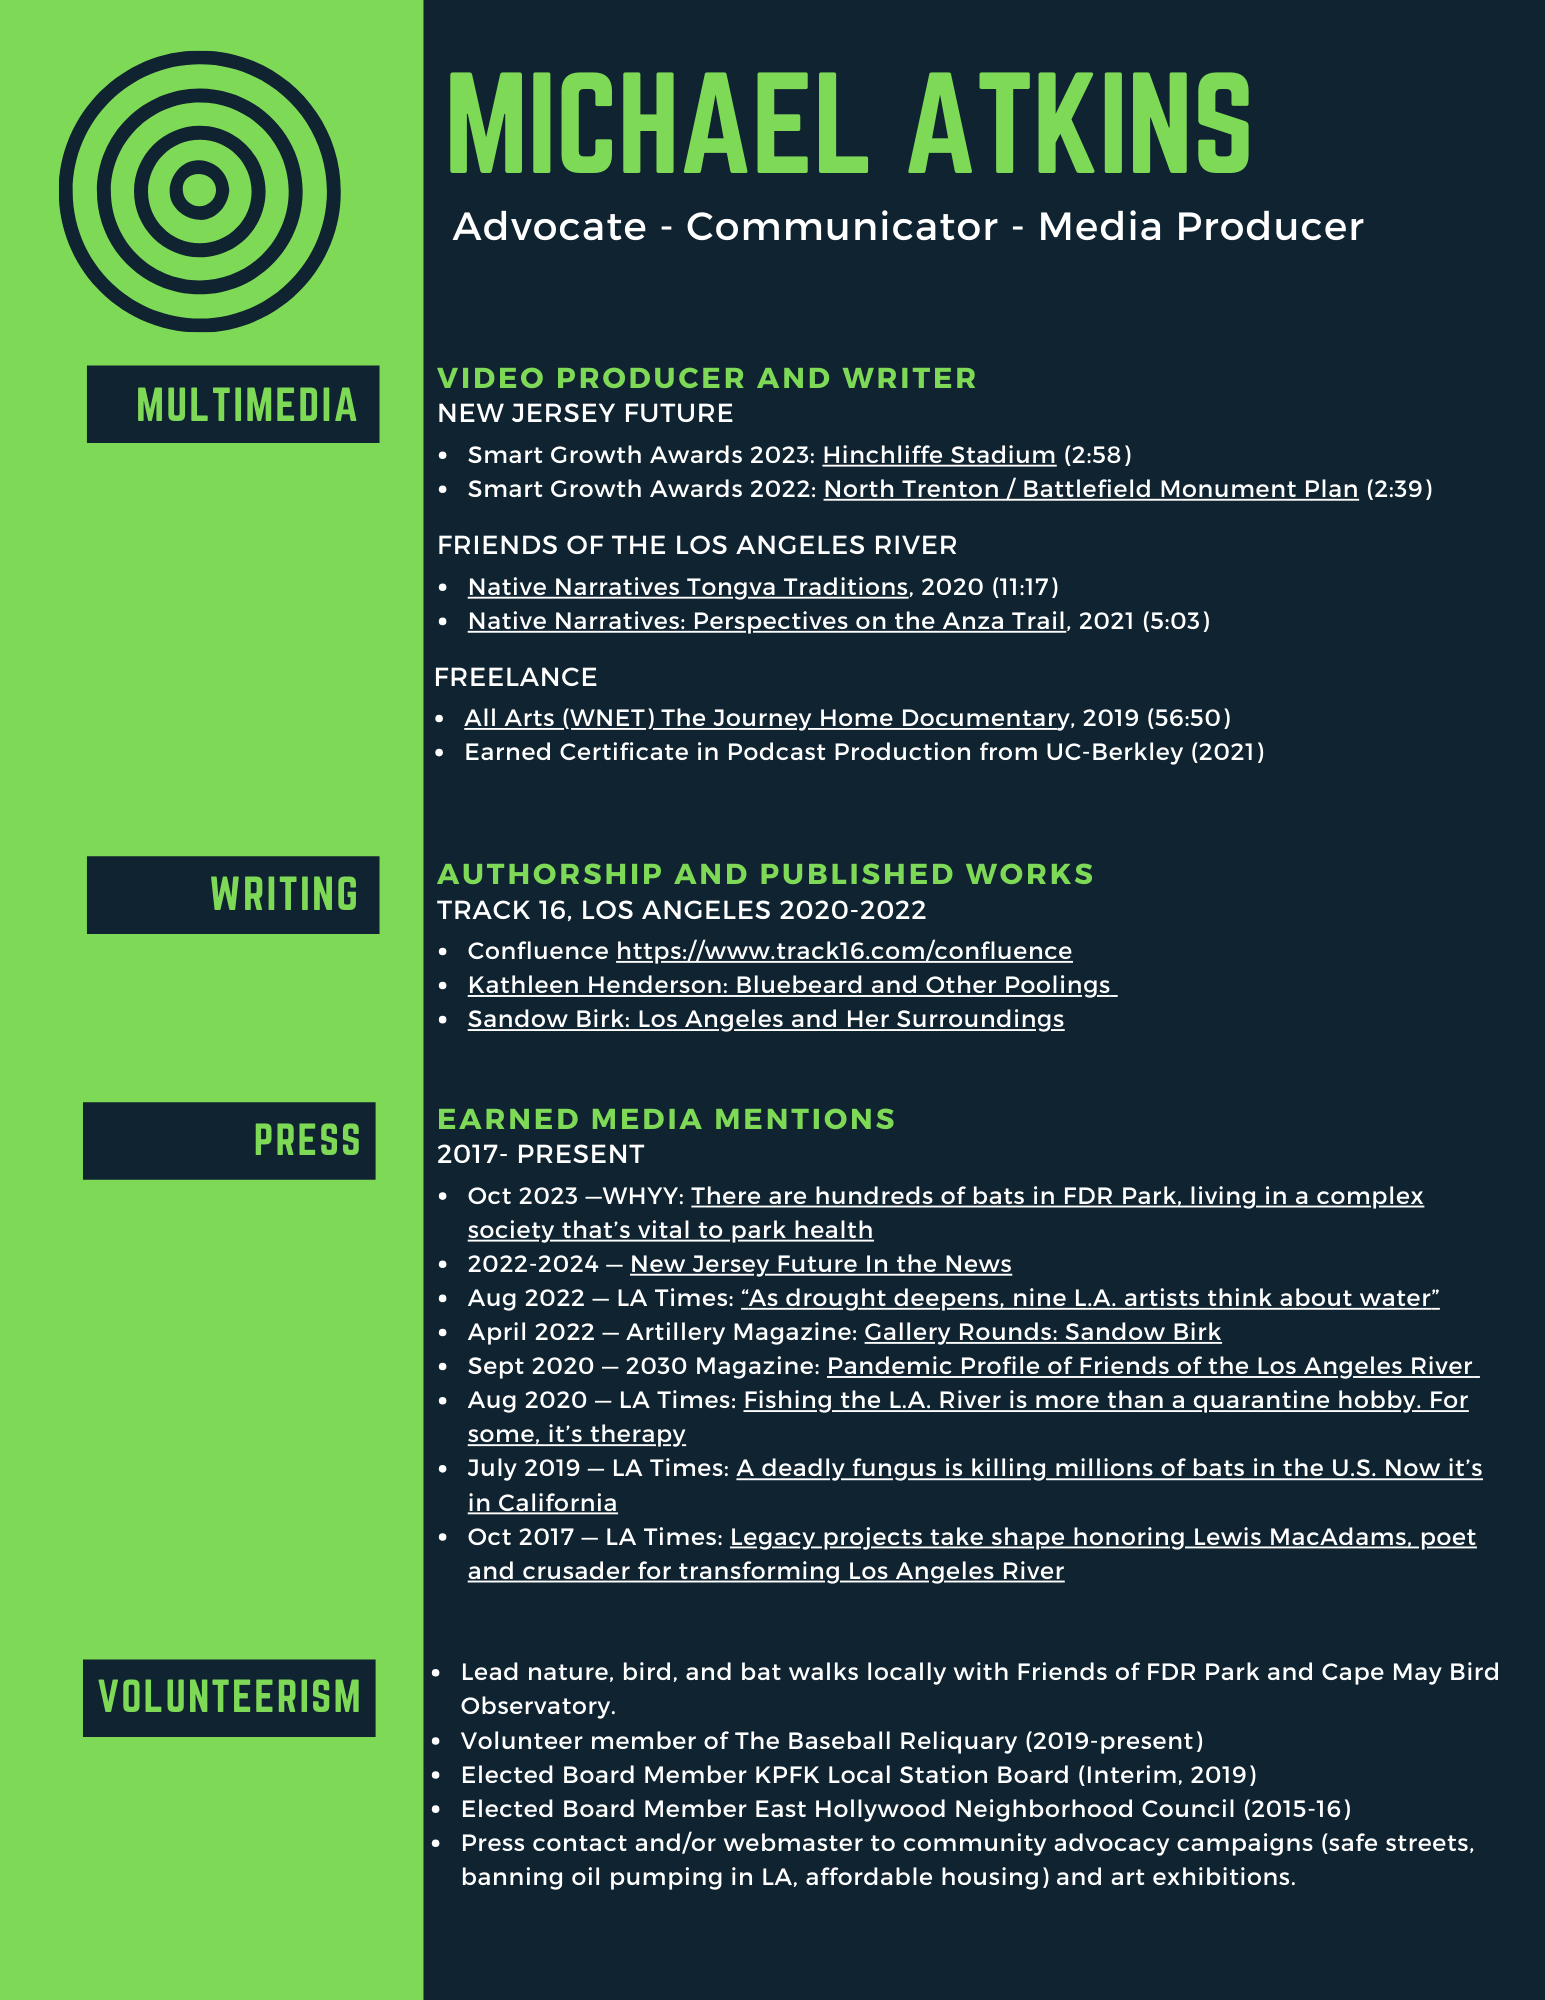 MICHAEL ATKINS
Advocate - Communicator - Media Producer
MULTIMEDIA
VIDEO PRODUCER AND WRITER
NEW JERSEY FUTURE
• Smart Growth Awards 2023: Hinchliffe Stadium (2:58)
• Smart Growth Awards 2022: North Trenton / Battlefield Monument Plan (2:39)
FRIENDS OF THE LOS ANGELES RIVER
• Native Narratives Tongva Traditions, 2020 (11:17)
• Native Narratives: Perspectives on the Anza Trail, 2021 (5:03)
FREELANCE
• All Arts (WNET) The Journey Home Documentary, 2019 (56:50)
• Earned Certificate in Podcast Production from UC-Berkley (2021)
WRITING
AUTHORSHIP AND PUBLISHED WORKS
TRACK 16, LOS ANGELES 2020-2022
• Confluence https://www.track16.com/confluence
• Kathleen Henderson: Bluebeard and Other Poolings
• Sandow Birk: Los Angeles and Her Surroundings
PRESS
EARNED MEDIA MENTIONS
2017- PRESENT
• Oct 2023 —WHYY: There are hundreds of bats in FDR Park, living in a complex
society that's vital to park health
• 2022-2024 — New Jersey Future In the News
• Aug 2022 — LA Times: “As drought deepens, nine L.A. artists think about water”
• April 2022 — Artillery Magazine: Gallery Rounds: Sandow Birk
• Sept 2020 — 2030 Magazine: Pandemic Profile of Friends of the Los Angeles River
• Aug 2020 — LA Times: Fishing the L.A. River is more than a quarantine hobby. For
some, it's therapy
• July 2019 — LA Times: A deadly fungus is killing millions of bats in the U.S. Now it's
in California
• Oct 2017 — LA Times: Legacy projects take shape honoring Lewis MacAdams, poet
and crusader for transforming Los Angeles River
VOLUNTEERISM
• Lead nature, bird, and bat walks locally with Friends of FDR Park and Cape May Bird
Observatory.
• Volunteer member of The Baseball Reliquary (2019-present)
• Elected Board Member KPFK Local Station Board (Interim, 2019)
• Elected Board Member East Hollywood Neighborhood Council (2015-16)
• Press contact and/or webmaster to community advocacy campaigns (safe streets,
banning oil pumping in LA, affordable housing) and art exhibitions.